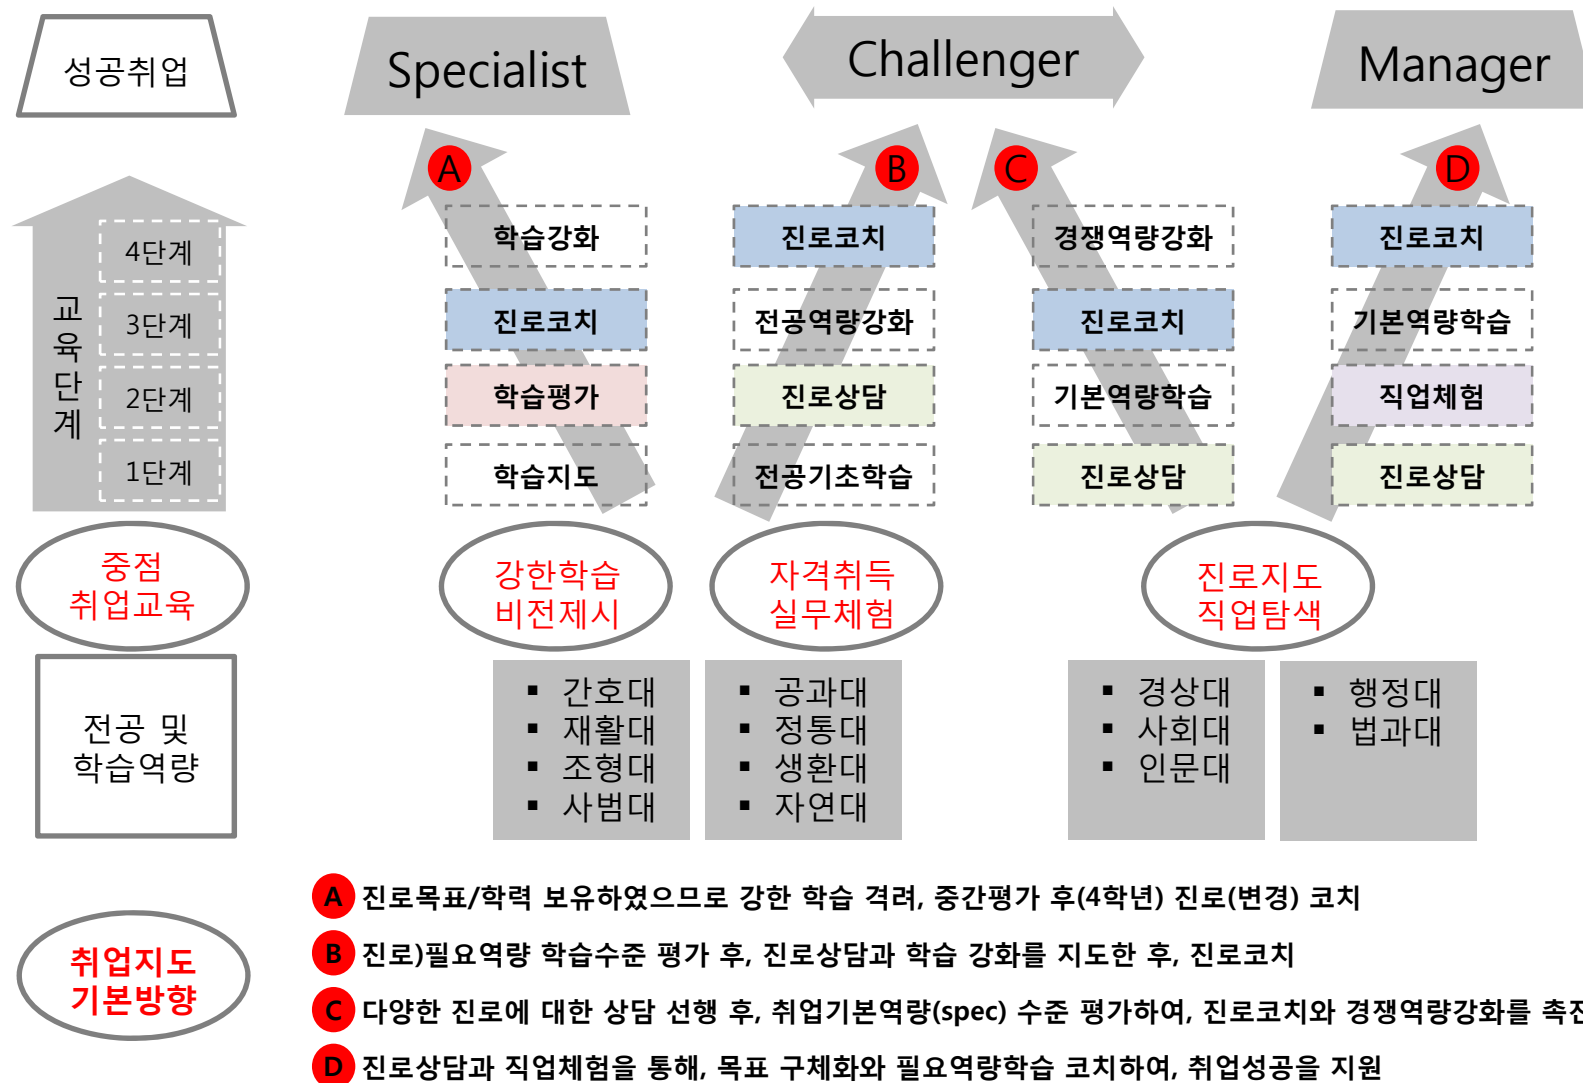 성공취업
Specialist
Challenger
Manager
A
B
C
D
교육단계
4단계
학습강화
진로코치
경쟁역량강화
진로코치
3단계
진로코치
전공역량강화
진로코치
기본역량학습
2단계
학습평가
진로상담
기본역량학습
직업체험
1단계
학습지도
전공기초학습
진로상담
진로상담
중점
취업교육
강한학습
비전제시
자격취득
실무체험
진로지도
직업탐색
전공 및
학습역량
▪ 간호대
▪ 재활대
▪ 조형대
▪ 사범대
▪ 공과대
▪ 정통대
▪ 생환대
▪ 자연대
▪ 경상대
▪ 사회대
▪ 인문대
▪ 행정대
▪ 법과대
취업지도
기본방향
A 진로목표/학력 보유하였으므로 강한 학습 격려, 중간평가 후(4학년) 진로(변경) 코치
B 진로)필요역량 학습수준 평가 후, 진로상담과 학습 강화를 지도한 후, 진로코치
C 다양한 진로에 대한 상담 선행 후, 취업기본역량(spec) 수준 평가하여, 진로코치와 경쟁역량강화를 촉진
D 진로상담과 직업체험을 통해, 목표 구체화와 필요역량학습 코치하여, 취업성공을 지원